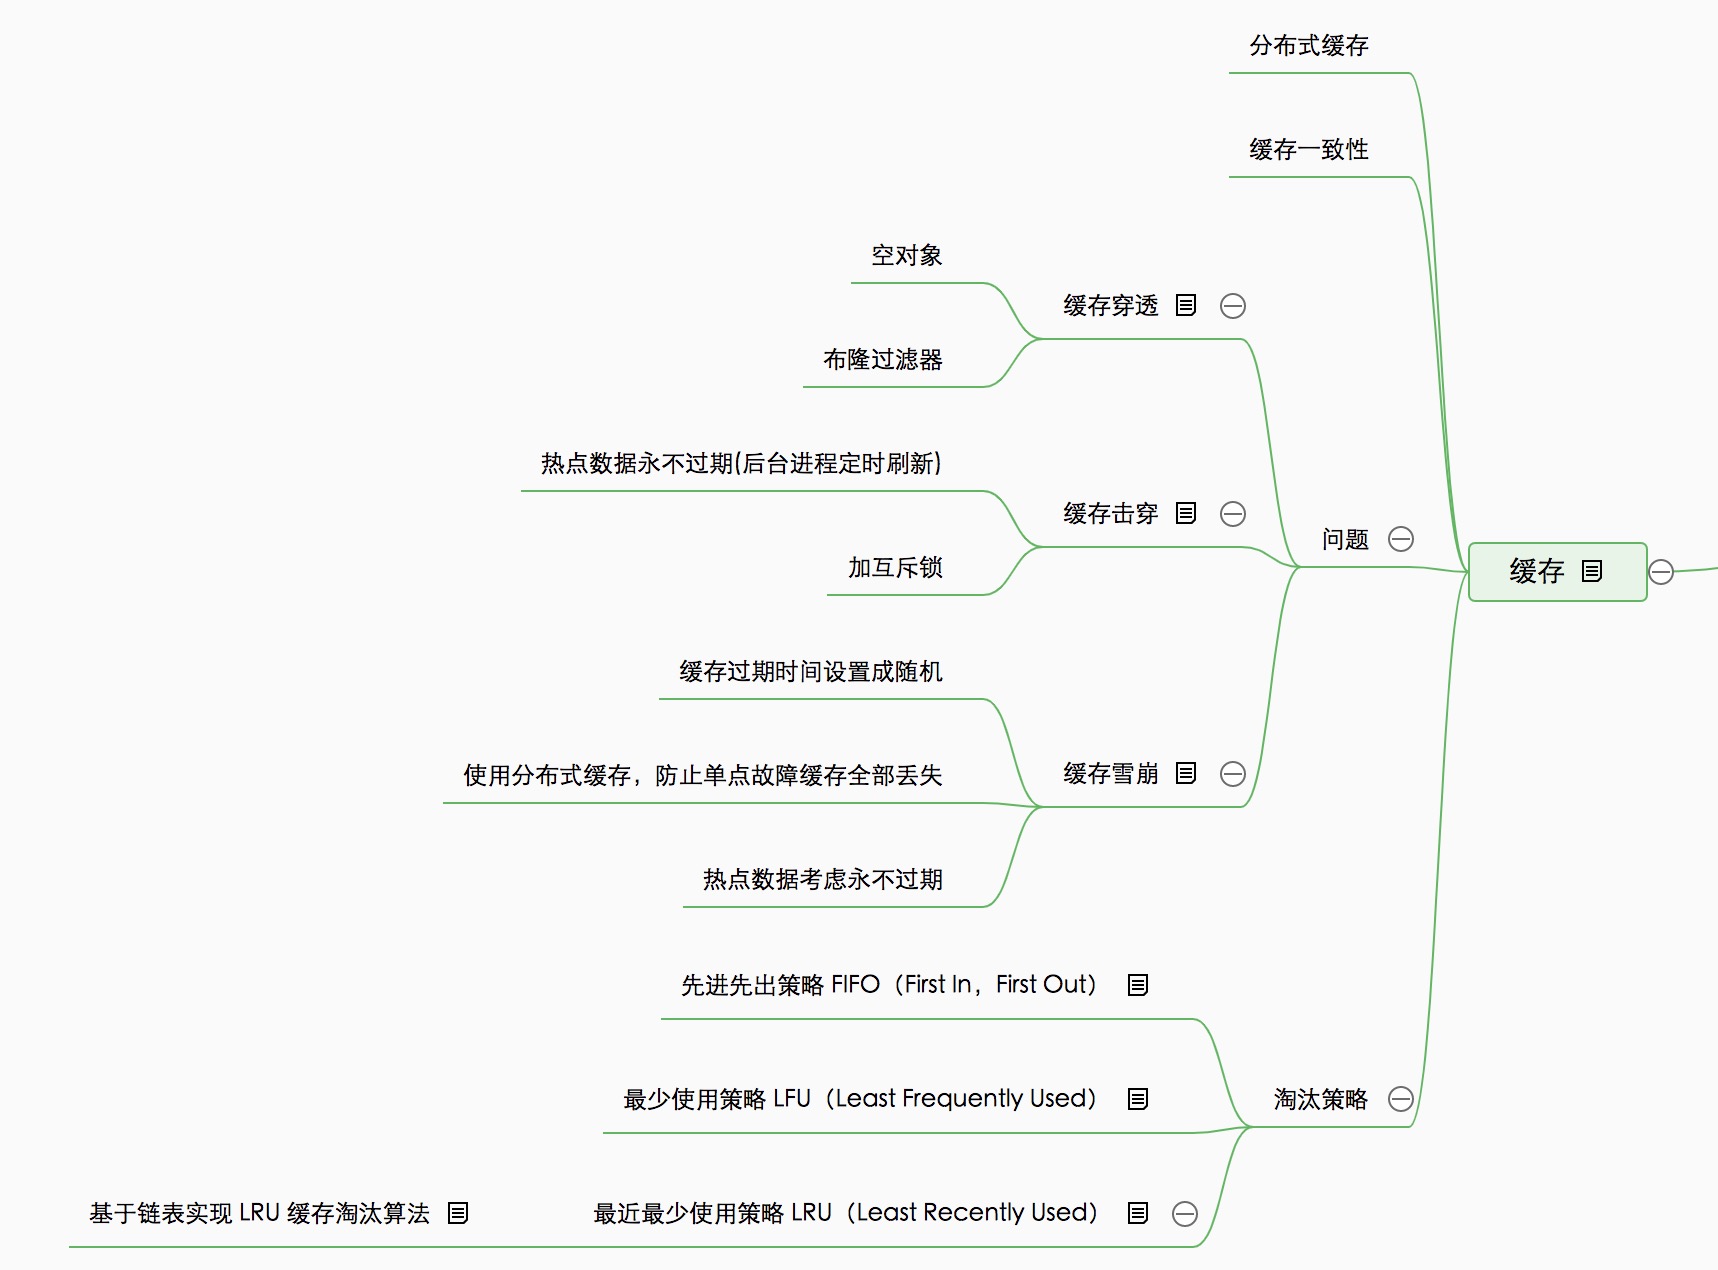 分布式缓存
缓存一致性
空对象
缓存穿透
布隆过滤器
热点数据永不过期(后台进程定时刷新)
缓存击穿
问题
加互斥锁
缓存
缓存过期时间设置成随机
使用分布式缓存，防止单点故障缓存全部丢失
缓存雪崩
热点数据考虑永不过期
先进先出策略 FIFO（First In，First Out）
最少使用策略 LFU（Least Frequently Used）
淘汰策略
基于链表实现 LRU 缓存淘汰算法
最近最少使用策略 LRU（Least Recently Used）